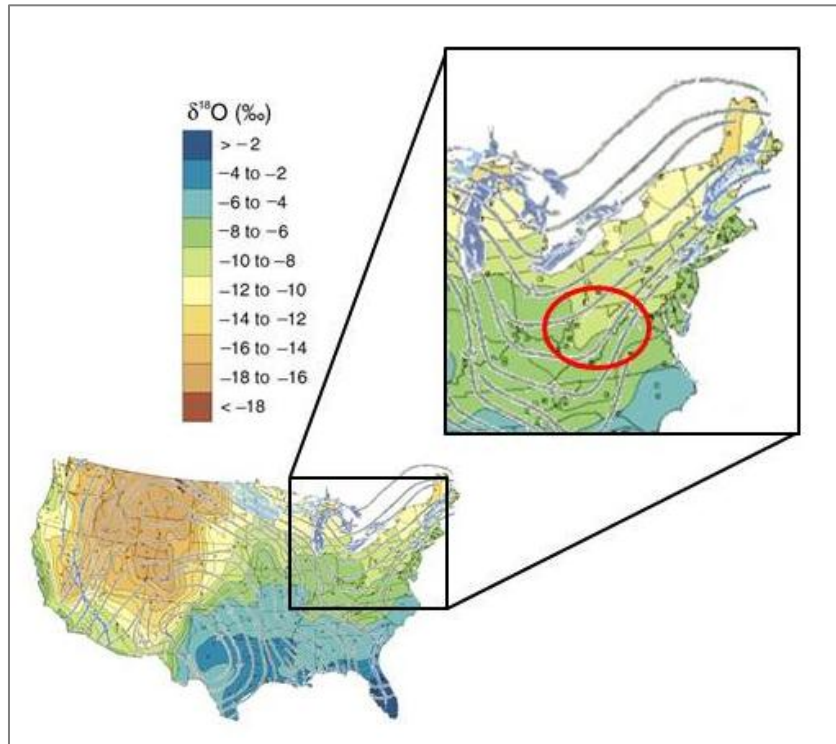 δ¹⁸O (‰)
> −2
−4 to −2
−6 to −4
−8 to −6
−10 to −8
−12 to −10
−14 to −12
−16 to −14
−18 to −16
< −18